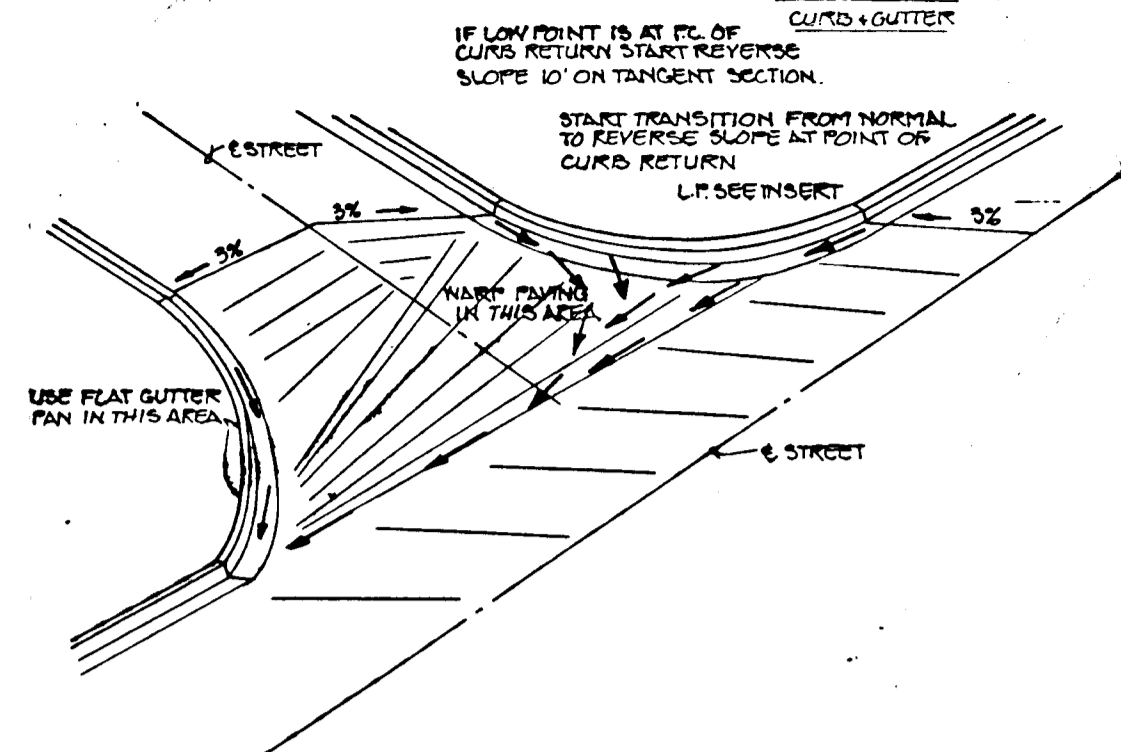 CURB & GUTTER
IF LOW POINT IS AT P.C. OF
CURB RETURN START REVERSE
SLOPE 10' ON TANGENT SECTION.
START TRANSITION FROM NORMAL
TO REVERSE SLOPE AT POINT OF
CURB RETURN
L.P. SEE INSERT
℄ STREET
3%
3%
3%
WARP PAVING
IN THIS AREA
USE FLAT GUTTER
PAN IN THIS AREA
℄ STREET